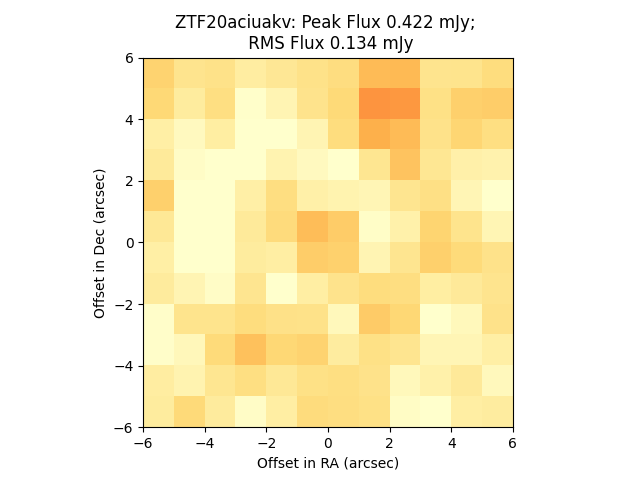 ZTF20aciuakv: Peak Flux 0.422 mJy;
RMS Flux 0.134 mJy
6
4
2
0
−2
−4
−6
Offset in Dec (arcsec)
−6 −4 −2 0 2 4 6
Offset in RA (arcsec)